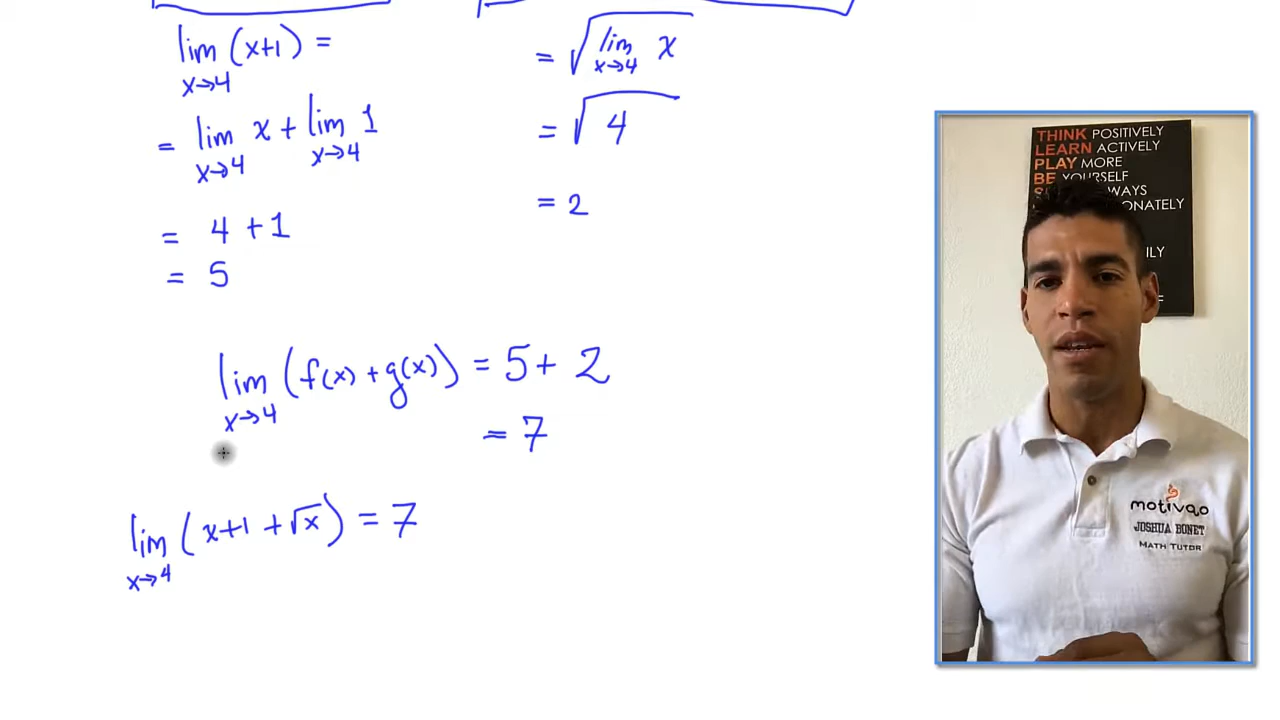 lim (x+1) =
x→4
= lim x + lim 1
x→4 x→4
= 4 + 1
= 5
= √lim x
x→4
= √4
= 2
lim (f(x) + g(x)) = 5 + 2
x→4
= 7
lim (x+1 + √x) = 7
x→4
THINK POSITIVELY
LEARN ACTIVELY
PLAY MORE
BE YOURSELF
motivao
JOSHUA BONET
MATH TUTOR